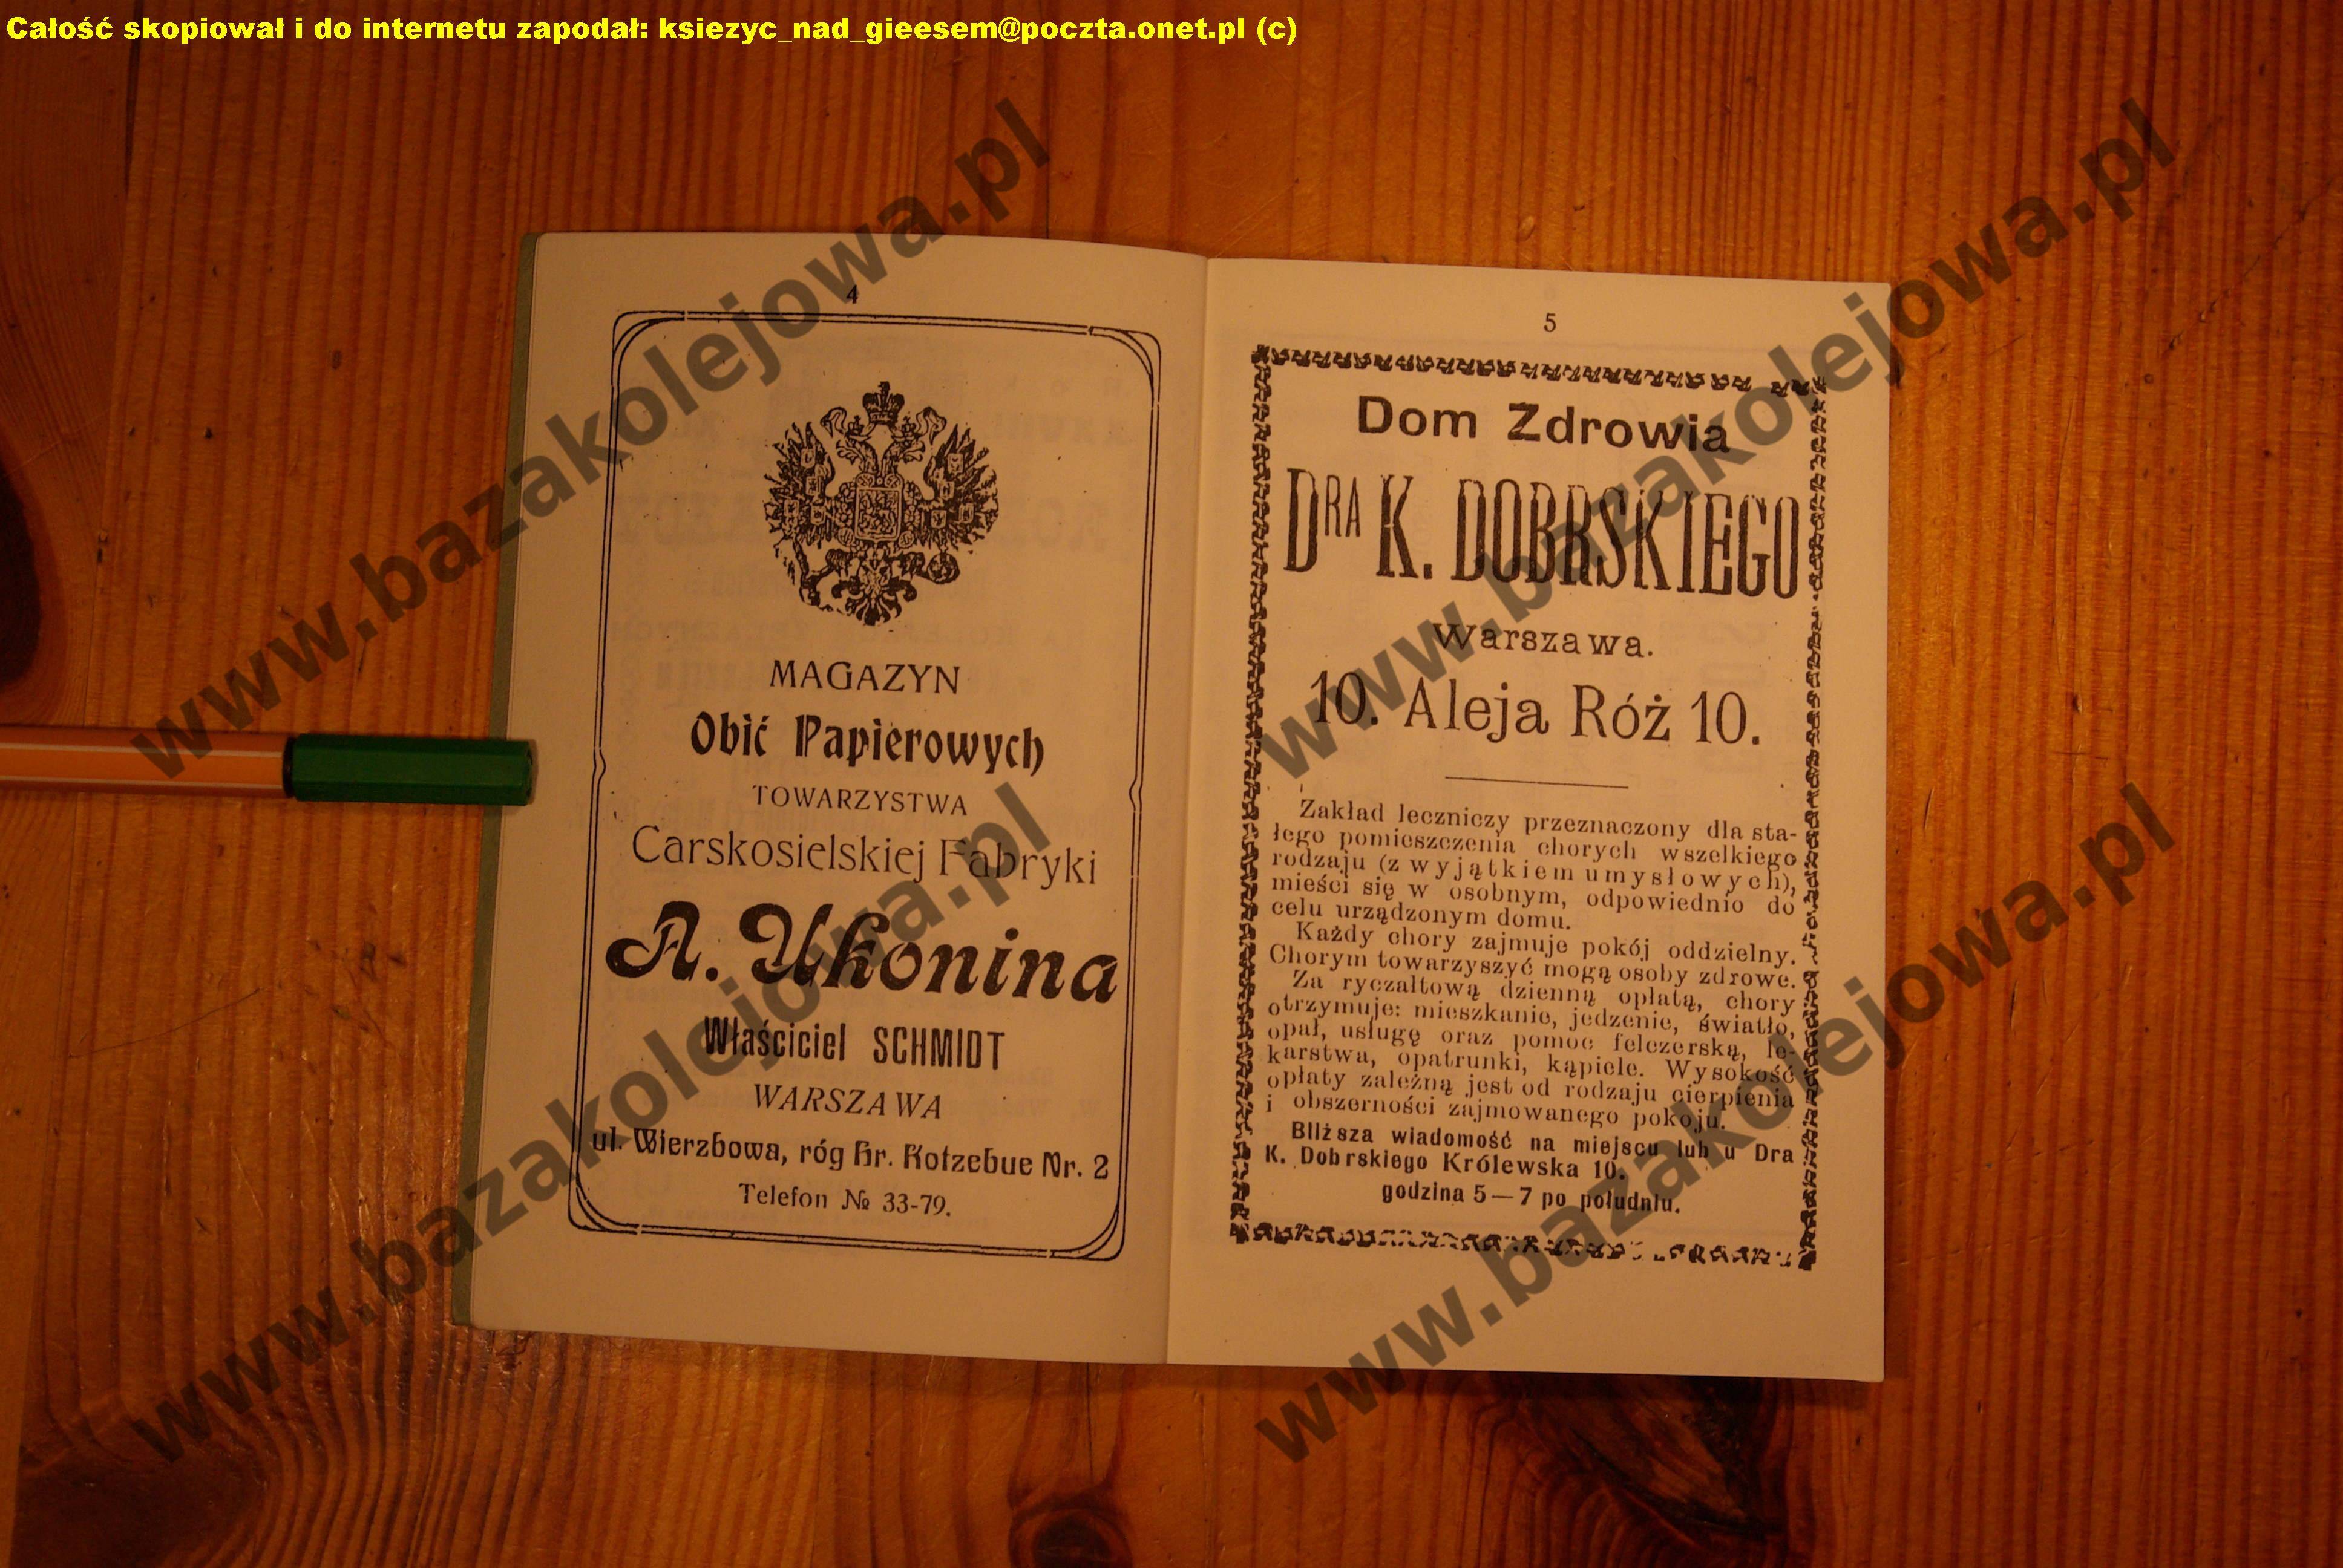 Całość skopiował i do internetu zapodał: ksiezyc_nad_gieesem@poczta.onet.pl (c)
4
MAGAZYN
Obić Papierowych
TOWARZYSTWA
Carskosielskiej Fabryki
A. Ukonina
Właściciel SCHMIDT
WARSZAWA
ul. Wierzbowa, róg hr. Kotzebue Nr. 2
Telefon № 33-79.
5
Dom Zdrowia
DRA K. DOBRSKIEGO
Warszawa.
10. Aleja Róż 10.
Zakład leczniczy przeznaczony dla sta-
łego pomieszczenia chorych wszelkiego
rodzaju (z wyjątkiem umysłowych),
mieści się w osobnym, odpowiednio do
celu urządzonym domu.
Każdy chory zajmuje pokój oddzielny.
Chorym towarzyszyć mogą osoby zdrowe.
Za ryczałtową dzienną opłatą, chory
otrzymuje: mieszkanie, jedzenie, światło,
opał, usługę oraz pomoc felczerską, le-
karstwa, opatrunki, kąpiele. Wysokość
opłaty zależną jest od rodzaju cierpienia
i obszerności zajmowanego pokoju.
Bliższa wiadomość na miejscu lub u Dra
K. Dobrskiego Królewska 10.
godzina 5—7 po południu.
www.bazakolejowa.pl
www.bazakolejowa.pl
www.bazakolejowa.pl
www.bazakolejowa.pl